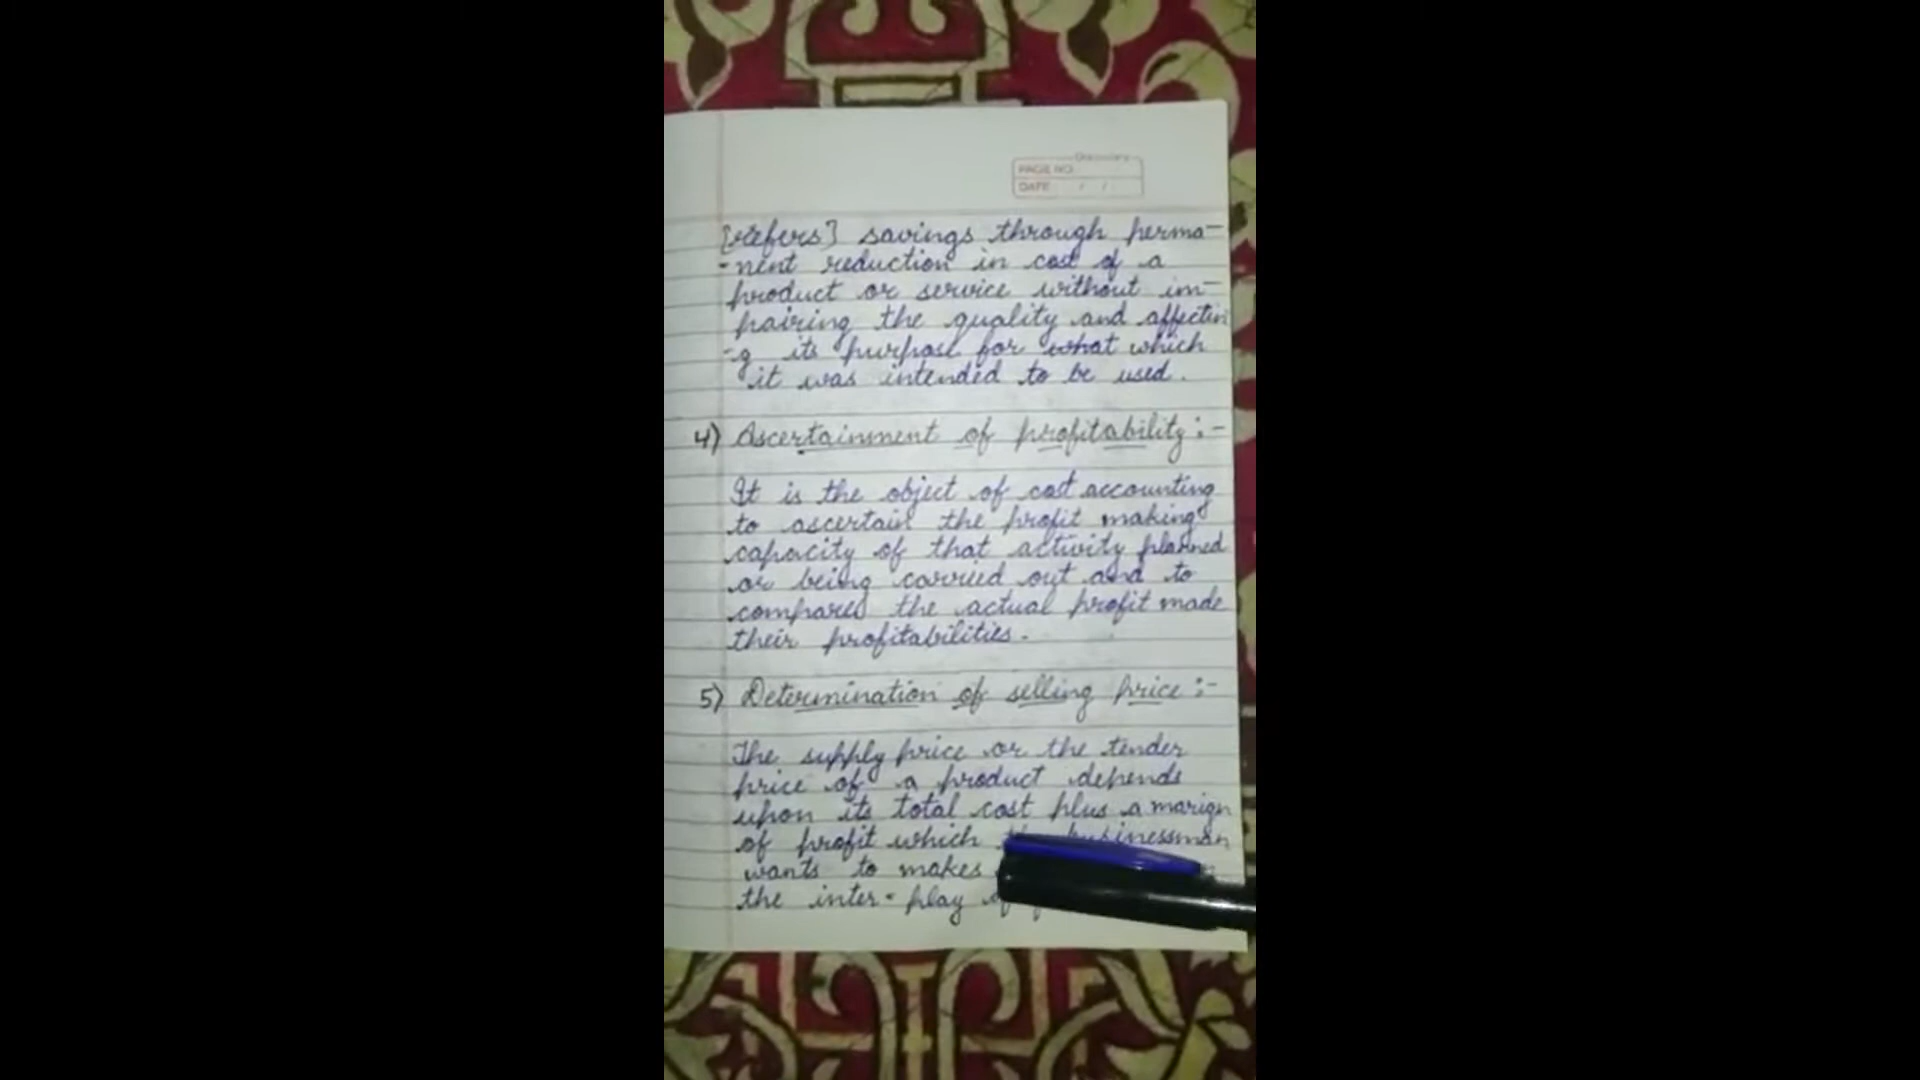 PAGE NO.
DATE / /
[refers] savings through perma-
-nent reduction in cost of a
product or service without im-
pairing the quality and affectin
-g its purpose for what which
it was intended to be used.
4) Ascertainment of profitability :-
It is the object of cost accounting
to ascertain the profit making
capacity of that activity planned
or being carried out and to
compares the actual profit made
their profitabilities.
5) Determination of selling price :-
The supply price or the tender
price of a product depends
upon its total cost plus a marign
of profit which the businessman
wants to makes
the inter-play of